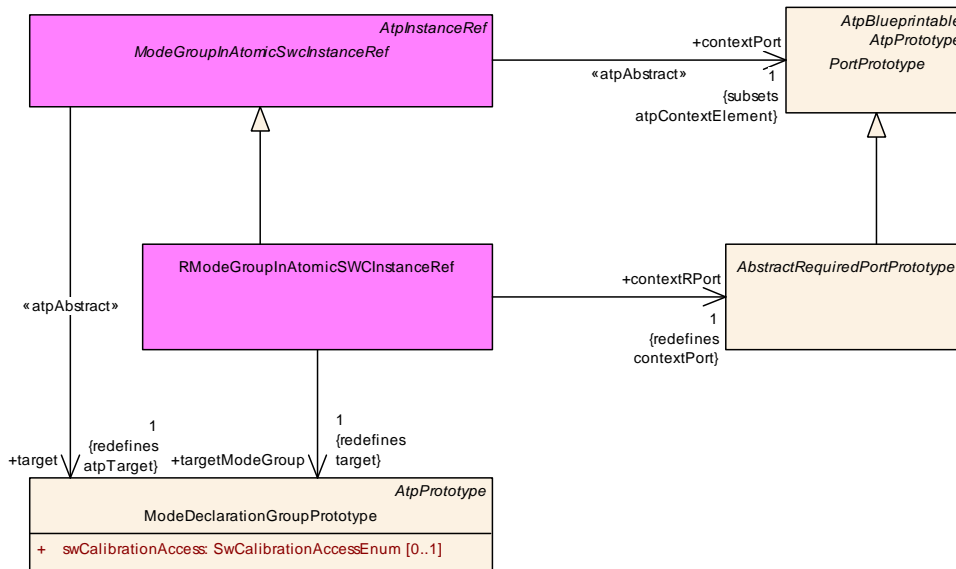 AtpInstanceRef
ModeGroupInAtomicSwcInstanceRef
+contextPort
«atpAbstract»
1
{subsets
atpContextElement}
AtpBlueprintable
AtpPrototype
PortPrototype
RModeGroupInAtomicSWCInstanceRef
+contextRPort
1
{redefines
contextPort}
AbstractRequiredPortPrototype
«atpAbstract»
+target
1
{redefines
atpTarget}
+targetModeGroup
1
{redefines
target}
AtpPrototype
ModeDeclarationGroupPrototype
+ swCalibrationAccess: SwCalibrationAccessEnum [0..1]